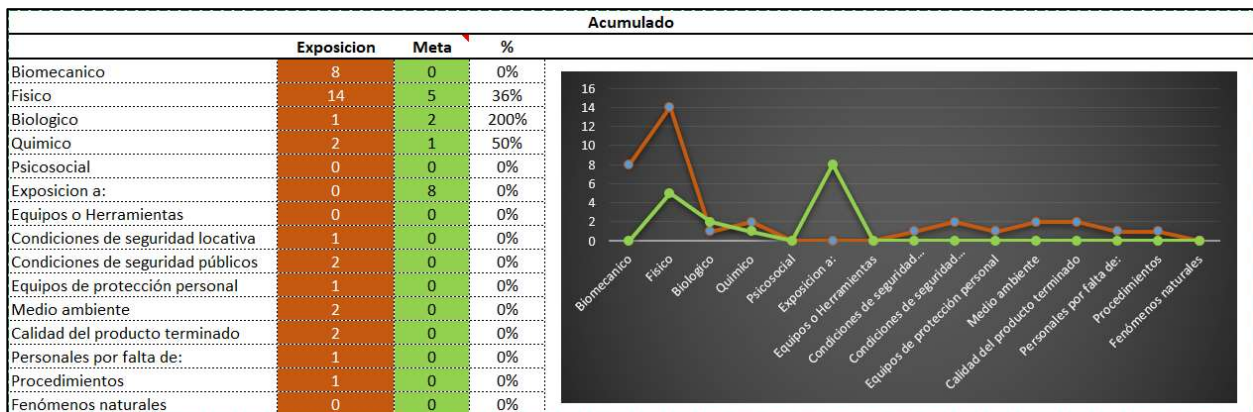 Acumulado
Exposicion Meta %
Biomecanico 8 0 0%
Fisico 14 5 36%
Biologico 1 2 200%
Quimico 2 1 50%
Psicosocial 0 0 0%
Exposicion a: 0 8 0%
Equipos o Herramientas 0 0 0%
Condiciones de seguridad locativa 1 0 0%
Condiciones de seguridad públicos 2 0 0%
Equipos de protección personal 1 0 0%
Medio ambiente 2 0 0%
Calidad del producto terminado 2 0 0%
Personales por falta de: 1 0 0%
Procedimientos 1 0 0%
Fenómenos naturales 0 0 0%
16
14
12
10
8
6
4
2
0
Biomecanico
Fisico
Biologico
Quimico
Psicosocial
Exposicion a:
Equipos o Herramientas
Condiciones de seguridad...
Condiciones de seguridad...
Equipos de protección personal
Medio ambiente
Calidad del producto terminado
Personales por falta de:
Procedimientos
Fenómenos naturales